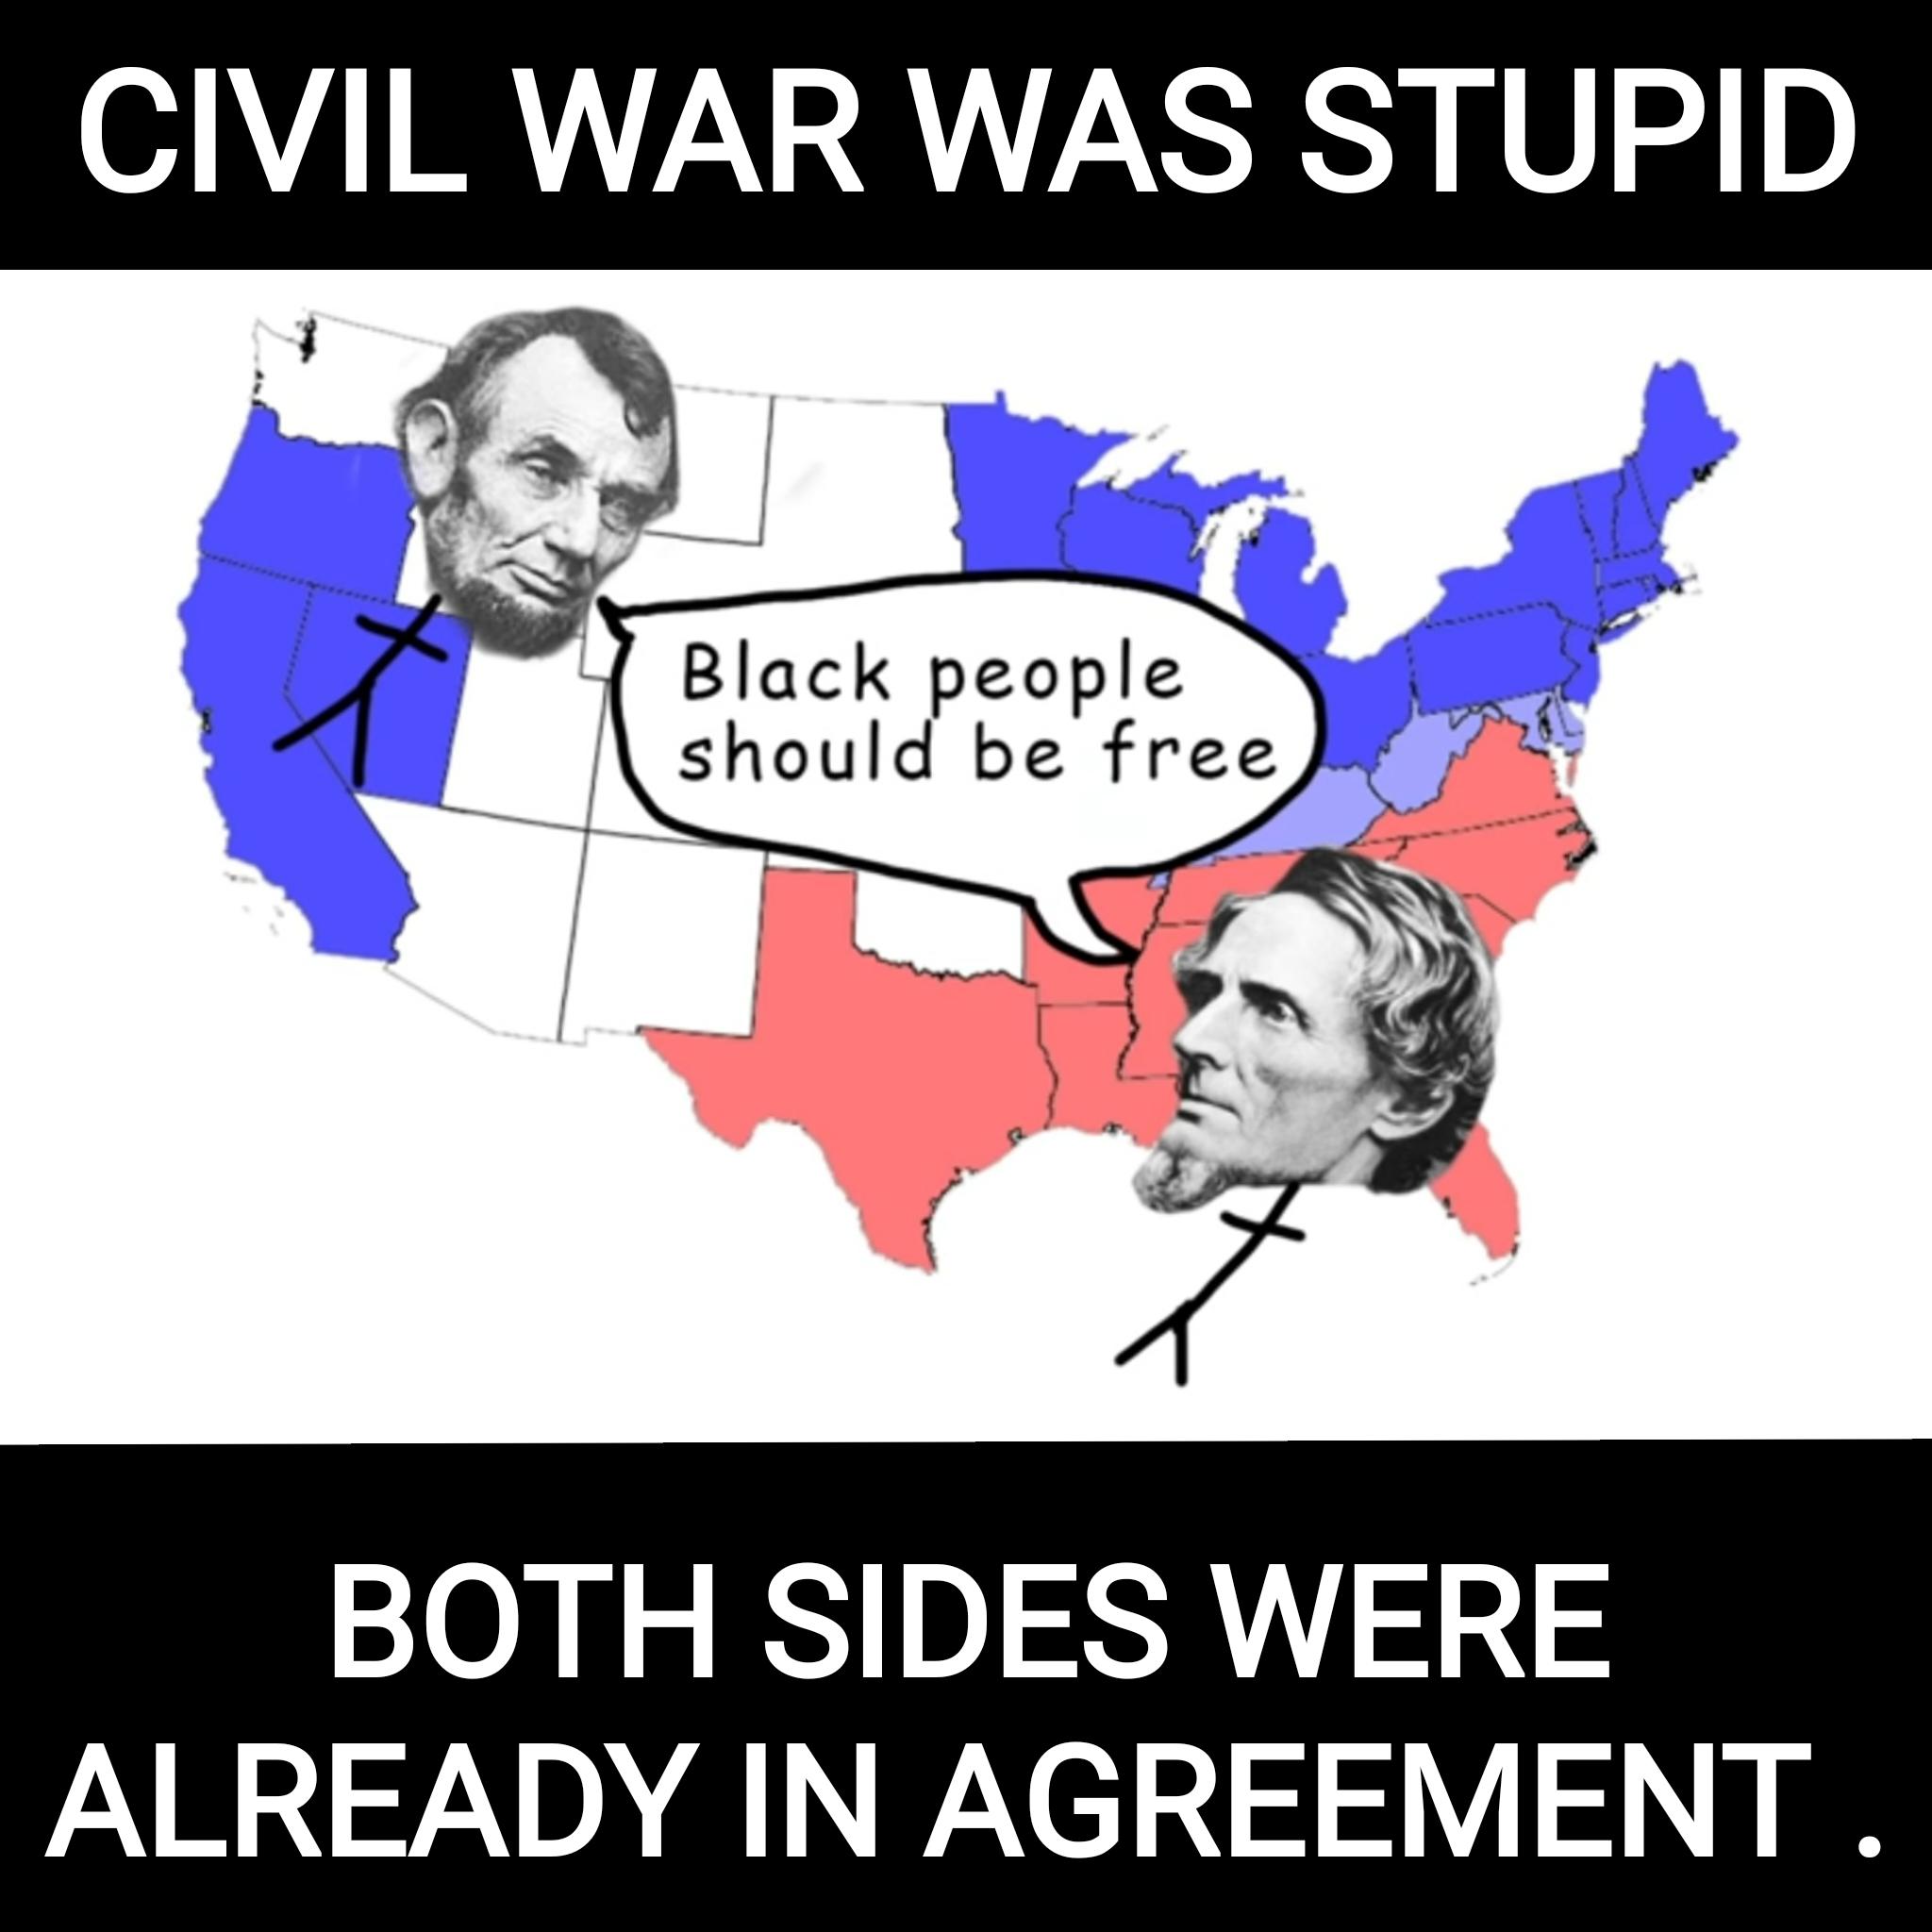 CIVIL WAR WAS STUPID
Black people
should be free
BOTH SIDES WERE
ALREADY IN AGREEMENT .